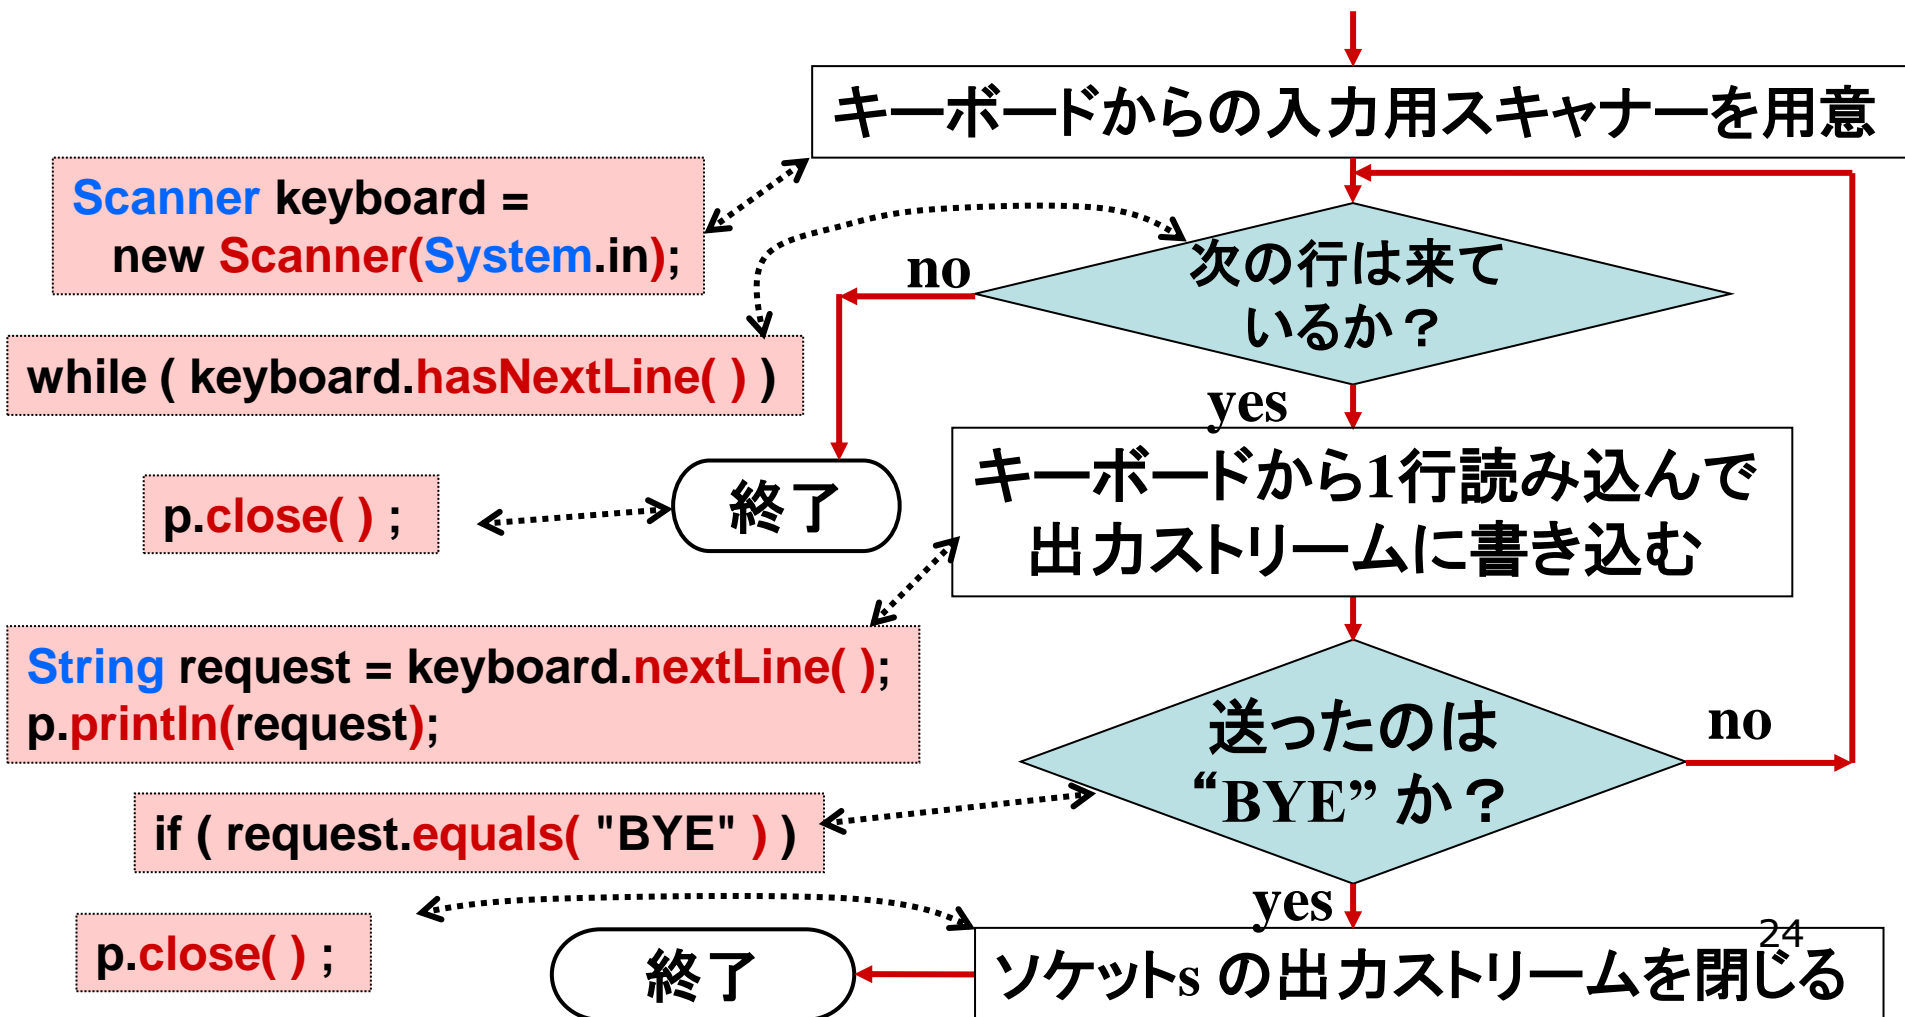 キーボードからの入力用スキャナーを用意
Scanner keyboard =
new Scanner(System.in);
次の行は来て
いるか？
no
while ( keyboard.hasNextLine( ) )
yes
キーボードから1行読み込んで
出力ストリームに書き込む
終了
p.close( ) ;
String request = keyboard.nextLine( );
p.println(request);
送ったのは
“BYE” か？
no
if ( request.equals( "BYE" ) )
yes
ソケットs の出力ストリームを閉じる
24
終了
p.close( ) ;